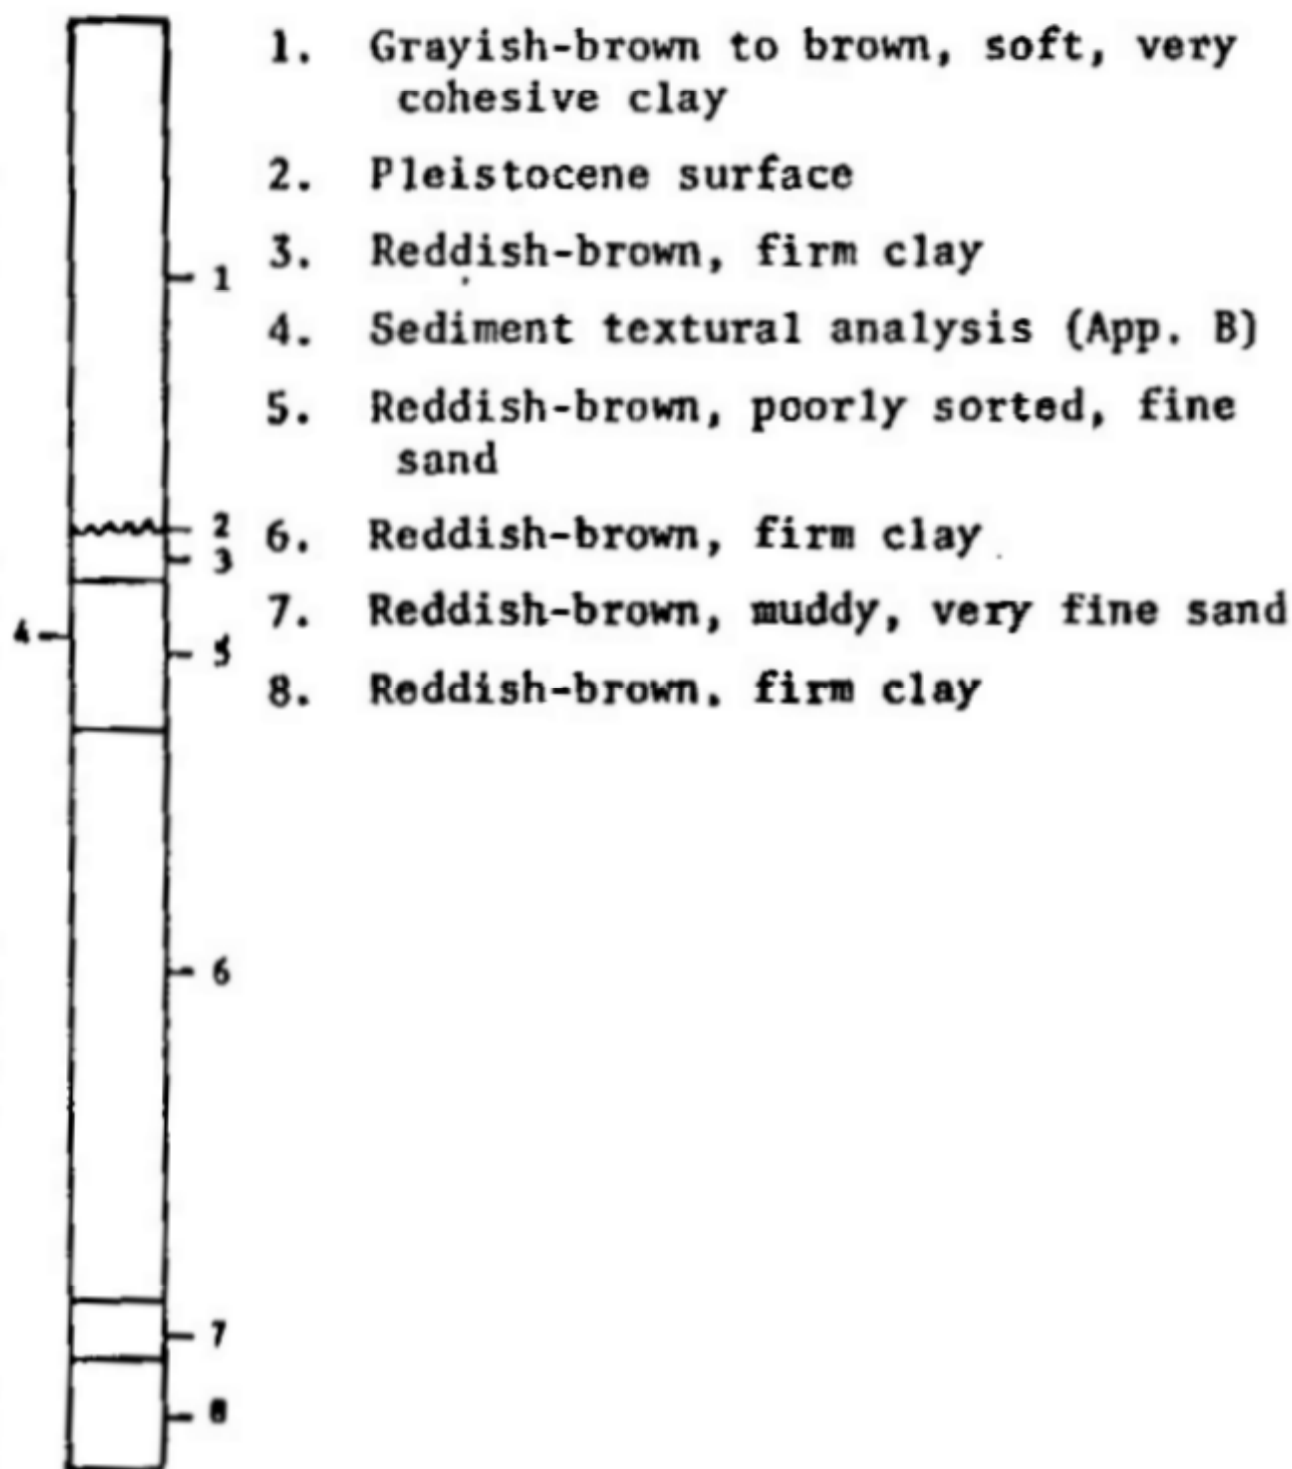 1. Grayish-brown to brown, soft, very
cohesive clay
2. Pleistocene surface
3. Reddish-brown, firm clay
4. Sediment textural analysis (App. B)
5. Reddish-brown, poorly sorted, fine
sand
6. Reddish-brown, firm clay
7. Reddish-brown, muddy, very fine sand
8. Reddish-brown, firm clay
1
2
3
4
5
6
7
8